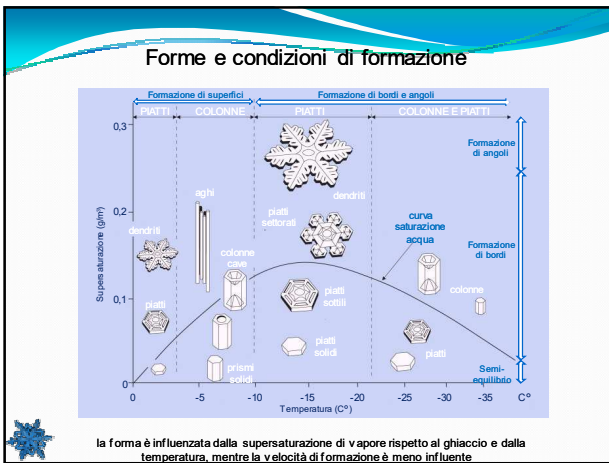 Forme e condizioni di formazione
Formazione di superfici
Formazione di bordi e angoli
PIATTI
COLONNE
PIATTI
COLONNE E PIATTI
Supersaturazione (g/m³)
0,3
0,2
0,1
0
dendriti
piatti
aghi
colonne
cave
prismi
solidi
dendriti
piatti
settorati
piatti
sottili
piatti
solidi
curva
saturazione
acqua
colonne
piatti
Formazione
di angoli
Formazione
di bordi
Semi-
equilibrio
0
-5
-10
-15
-20
-25
-30
-35
C°
Temperatura (C°)
la forma è influenzata dalla supersaturazione di vapore rispetto al ghiaccio e dalla
temperatura, mentre la velocità di formazione è meno influente